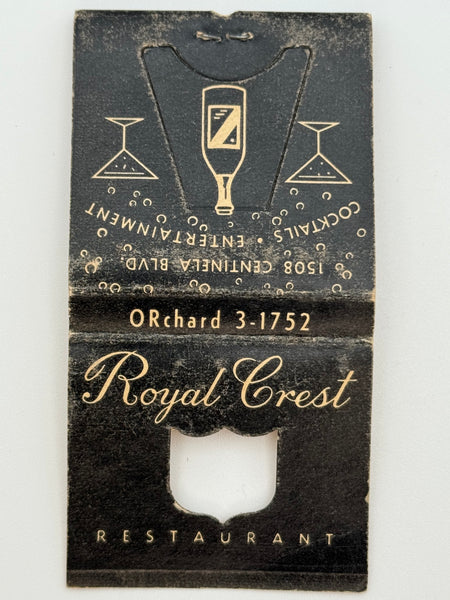 COCKTAILS • ENTERTAINMENT
1508 CENTINELA BLVD.
ORchard 3-1752
Royal Crest
RESTAURANT